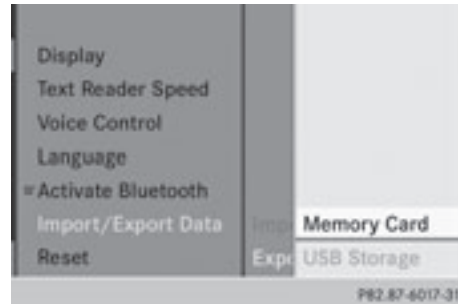 Display
Text Reader Speed
Voice Control
Language
Activate Bluetooth
Import/Export Data
Memory Card
Reset
USB Storage
P82.87-6017-31